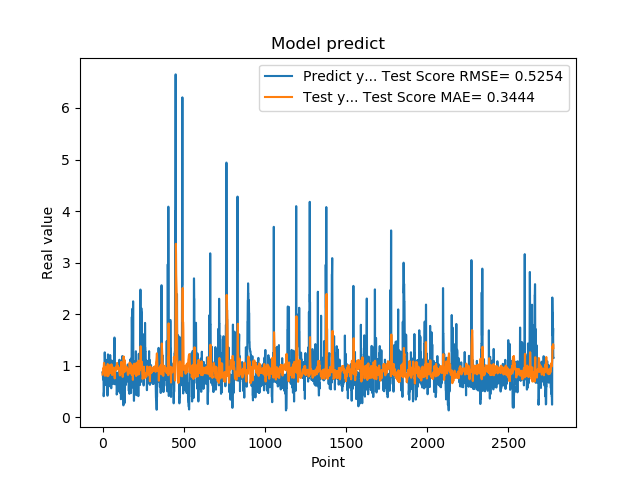 Model predict
Predict y... Test Score RMSE= 0.5254
Test y... Test Score MAE= 0.3444
Real value
6
5
4
3
2
1
0
0 500 1000 1500 2000 2500
Point